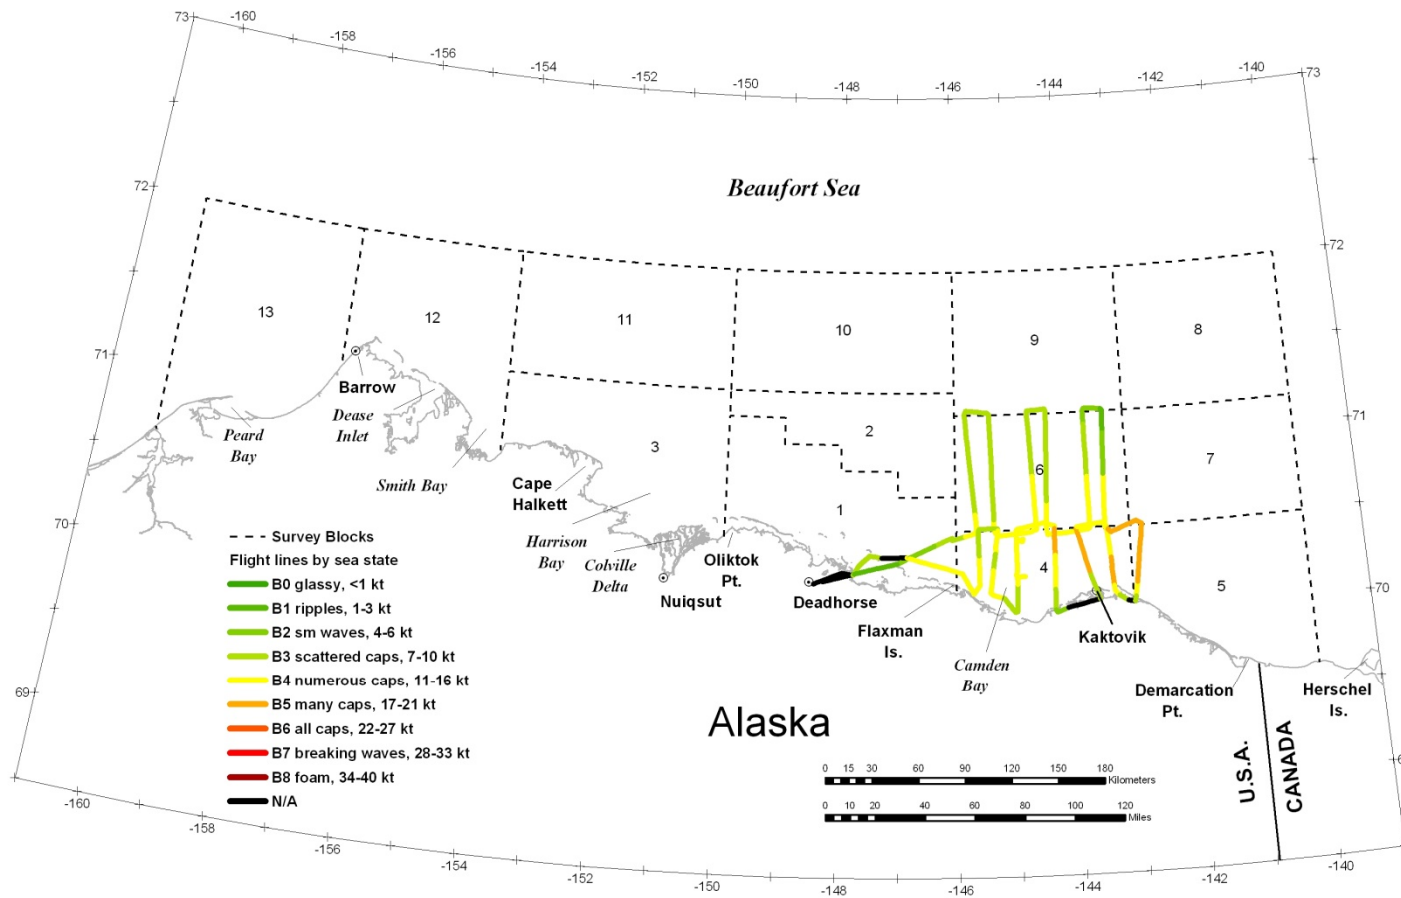 -160
-158
-156
-154
-152
-150
-148
-146
-144
-142
-140
73
73
72
72
71
71
70
70
69
Beaufort Sea
13
12
11
10
9
8
3
2
1
6
7
4
5
Barrow
Dease
Inlet
Peard
Bay
Smith Bay
Cape
Halkett
Harrison
Bay
Colville
Delta
Nuiqsut
Oliktok
Pt.
Deadhorse
Flaxman
Is.
Camden
Bay
Kaktovik
Demarcation
Pt.
Herschel
Is.
Alaska
U.S.A.
CANADA
Survey Blocks
Flight lines by sea state
B0 glassy, <1 kt
B1 ripples, 1-3 kt
B2 sm waves, 4-6 kt
B3 scattered caps, 7-10 kt
B4 numerous caps, 11-16 kt
B5 many caps, 17-21 kt
B6 all caps, 22-27 kt
B7 breaking waves, 28-33 kt
B8 foam, 34-40 kt
N/A
0 15 30 60 90 120 150 180
Kilometers
0 10 20 40 60 80 100 120
Miles
-160
-158
-156
-154
-152
-150
-148
-146
-144
-142
-140